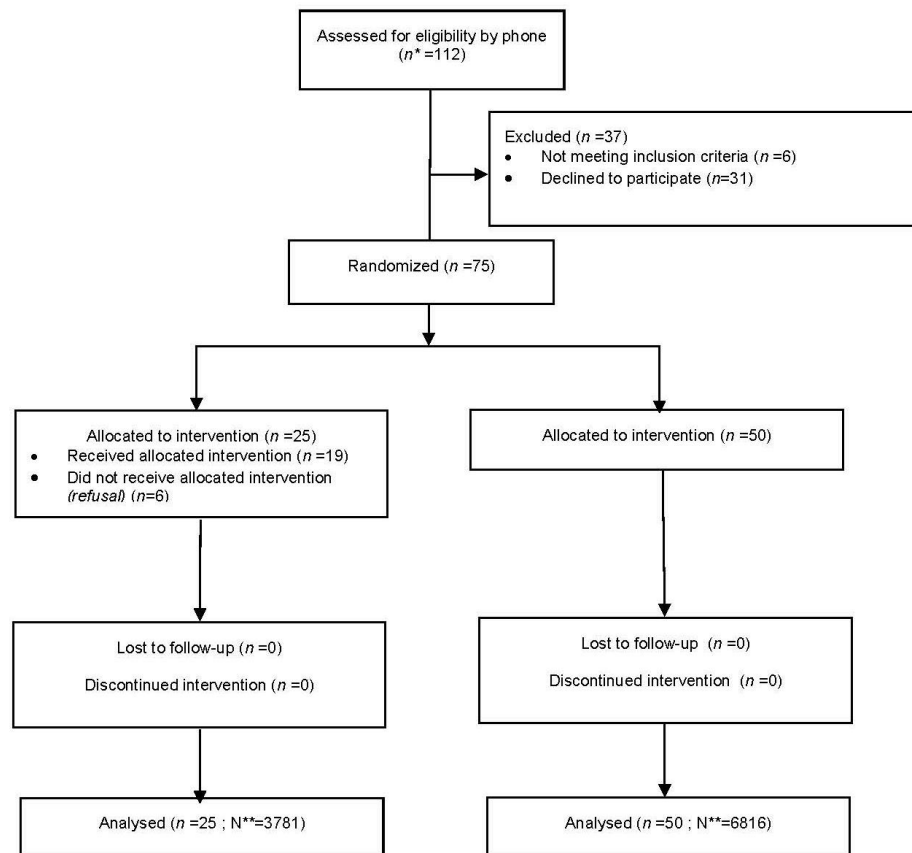 Assessed for eligibility by phone
(n* =112)
Excluded (n =37)
• Not meeting inclusion criteria (n =6)
• Declined to participate (n=31)
Randomized (n =75)
Allocated to intervention (n =25)
• Received allocated intervention (n =19)
• Did not receive allocated intervention
(refusal) (n=6)
Allocated to intervention (n =50)
Lost to follow-up (n =0)
Discontinued intervention (n =0)
Lost to follow-up (n =0)
Discontinued intervention (n =0)
Analysed (n =25 ; N**=3781)
Analysed (n =50 ; N**=6816)